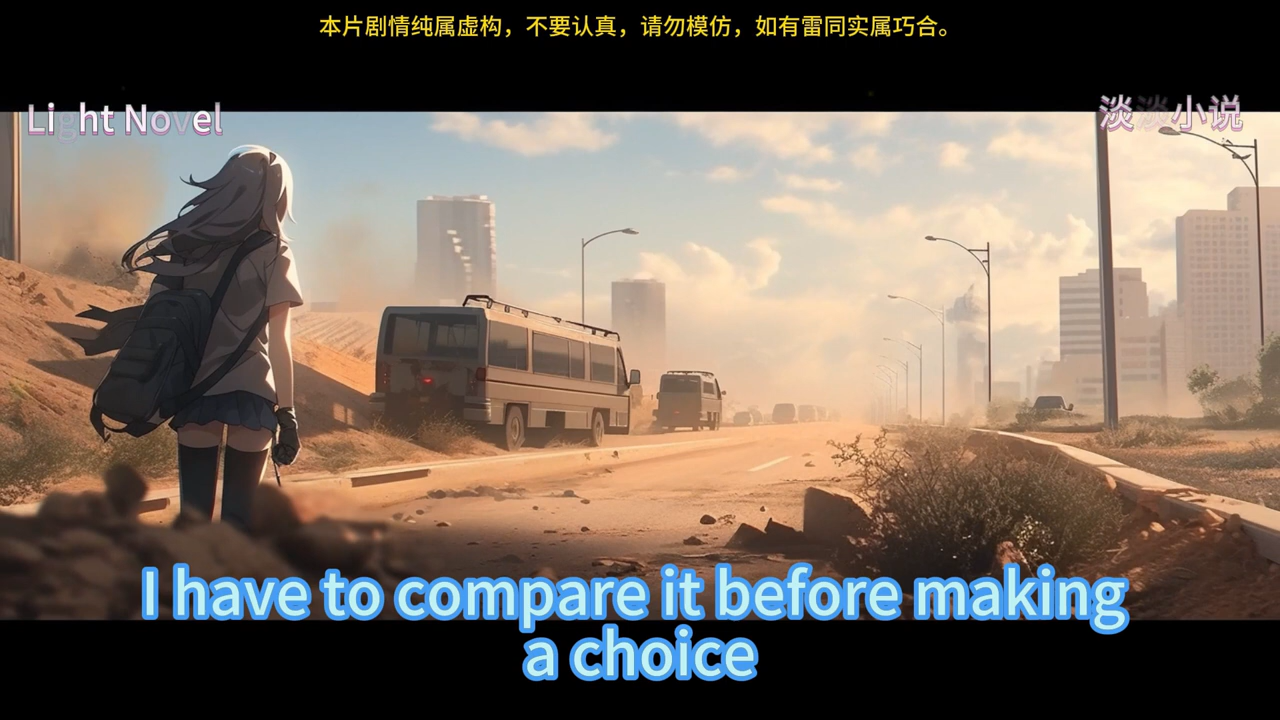 本片剧情纯属虚构，不要认真，请勿模仿，如有雷同实属巧合。
Light Novel
淡淡小说
I have to compare it before making
a choice